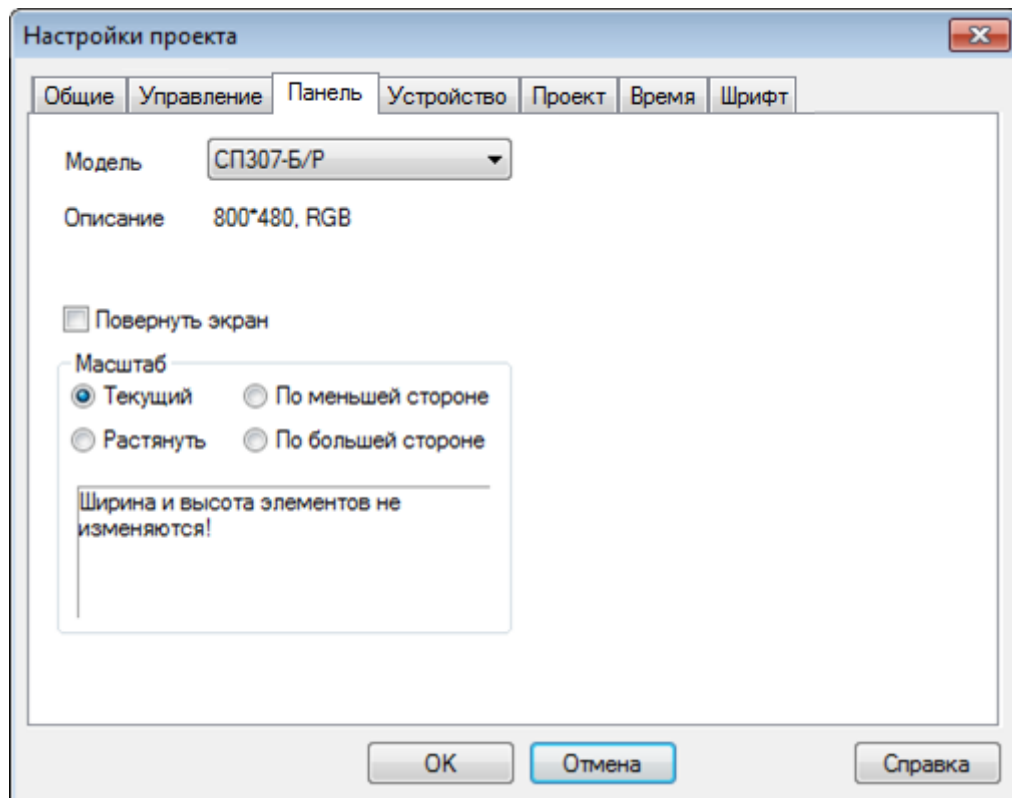 Настройки проекта
Общие Управление Панель Устройство Проект Время Шрифт
Модель СП307-Б/Р
Описание 800*480, RGB
Повернуть экран
Масштаб
Текущий По меньшей стороне
Растянуть По большей стороне
Ширина и высота элементов не
изменяются!
OK Отмена Справка